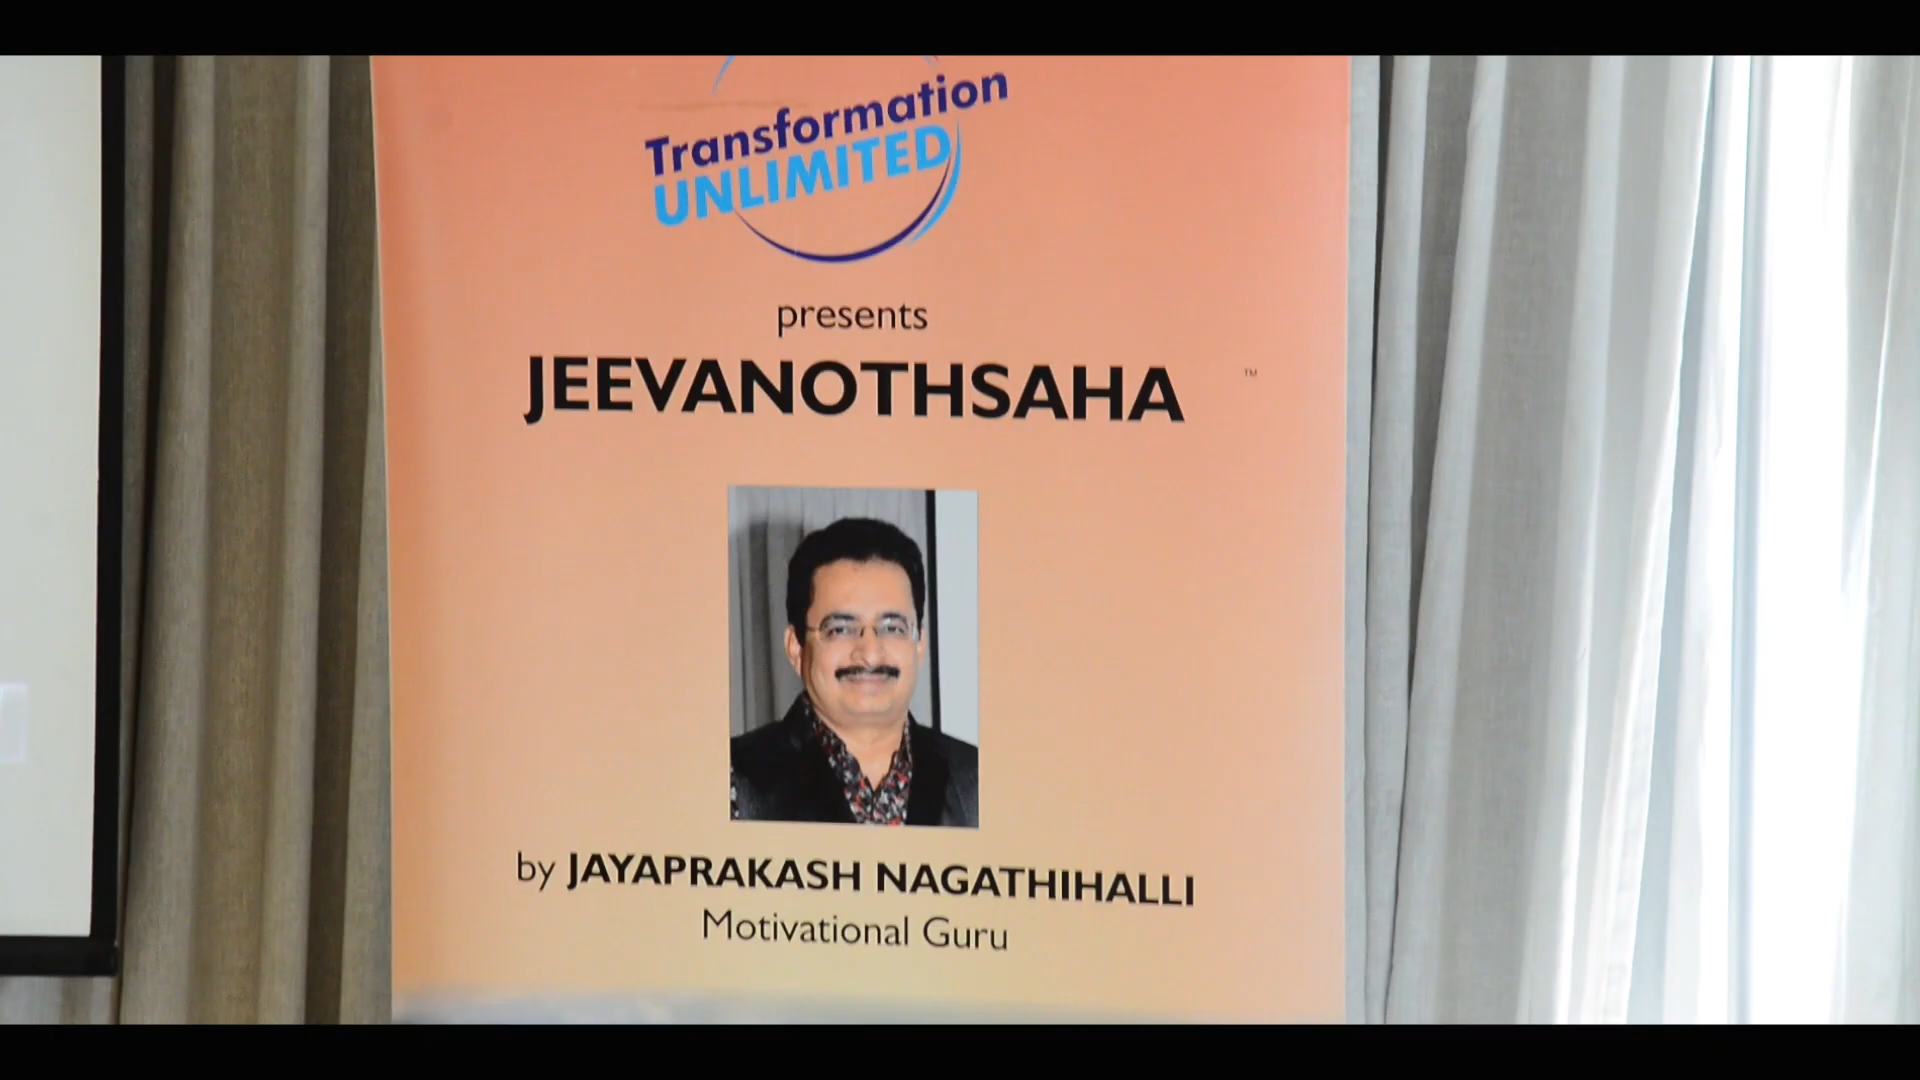 Transformation
UNLIMITED
presents
JEEVANOTHSAHA ™
by JAYAPRAKASH NAGATHIHALLI
Motivational Guru